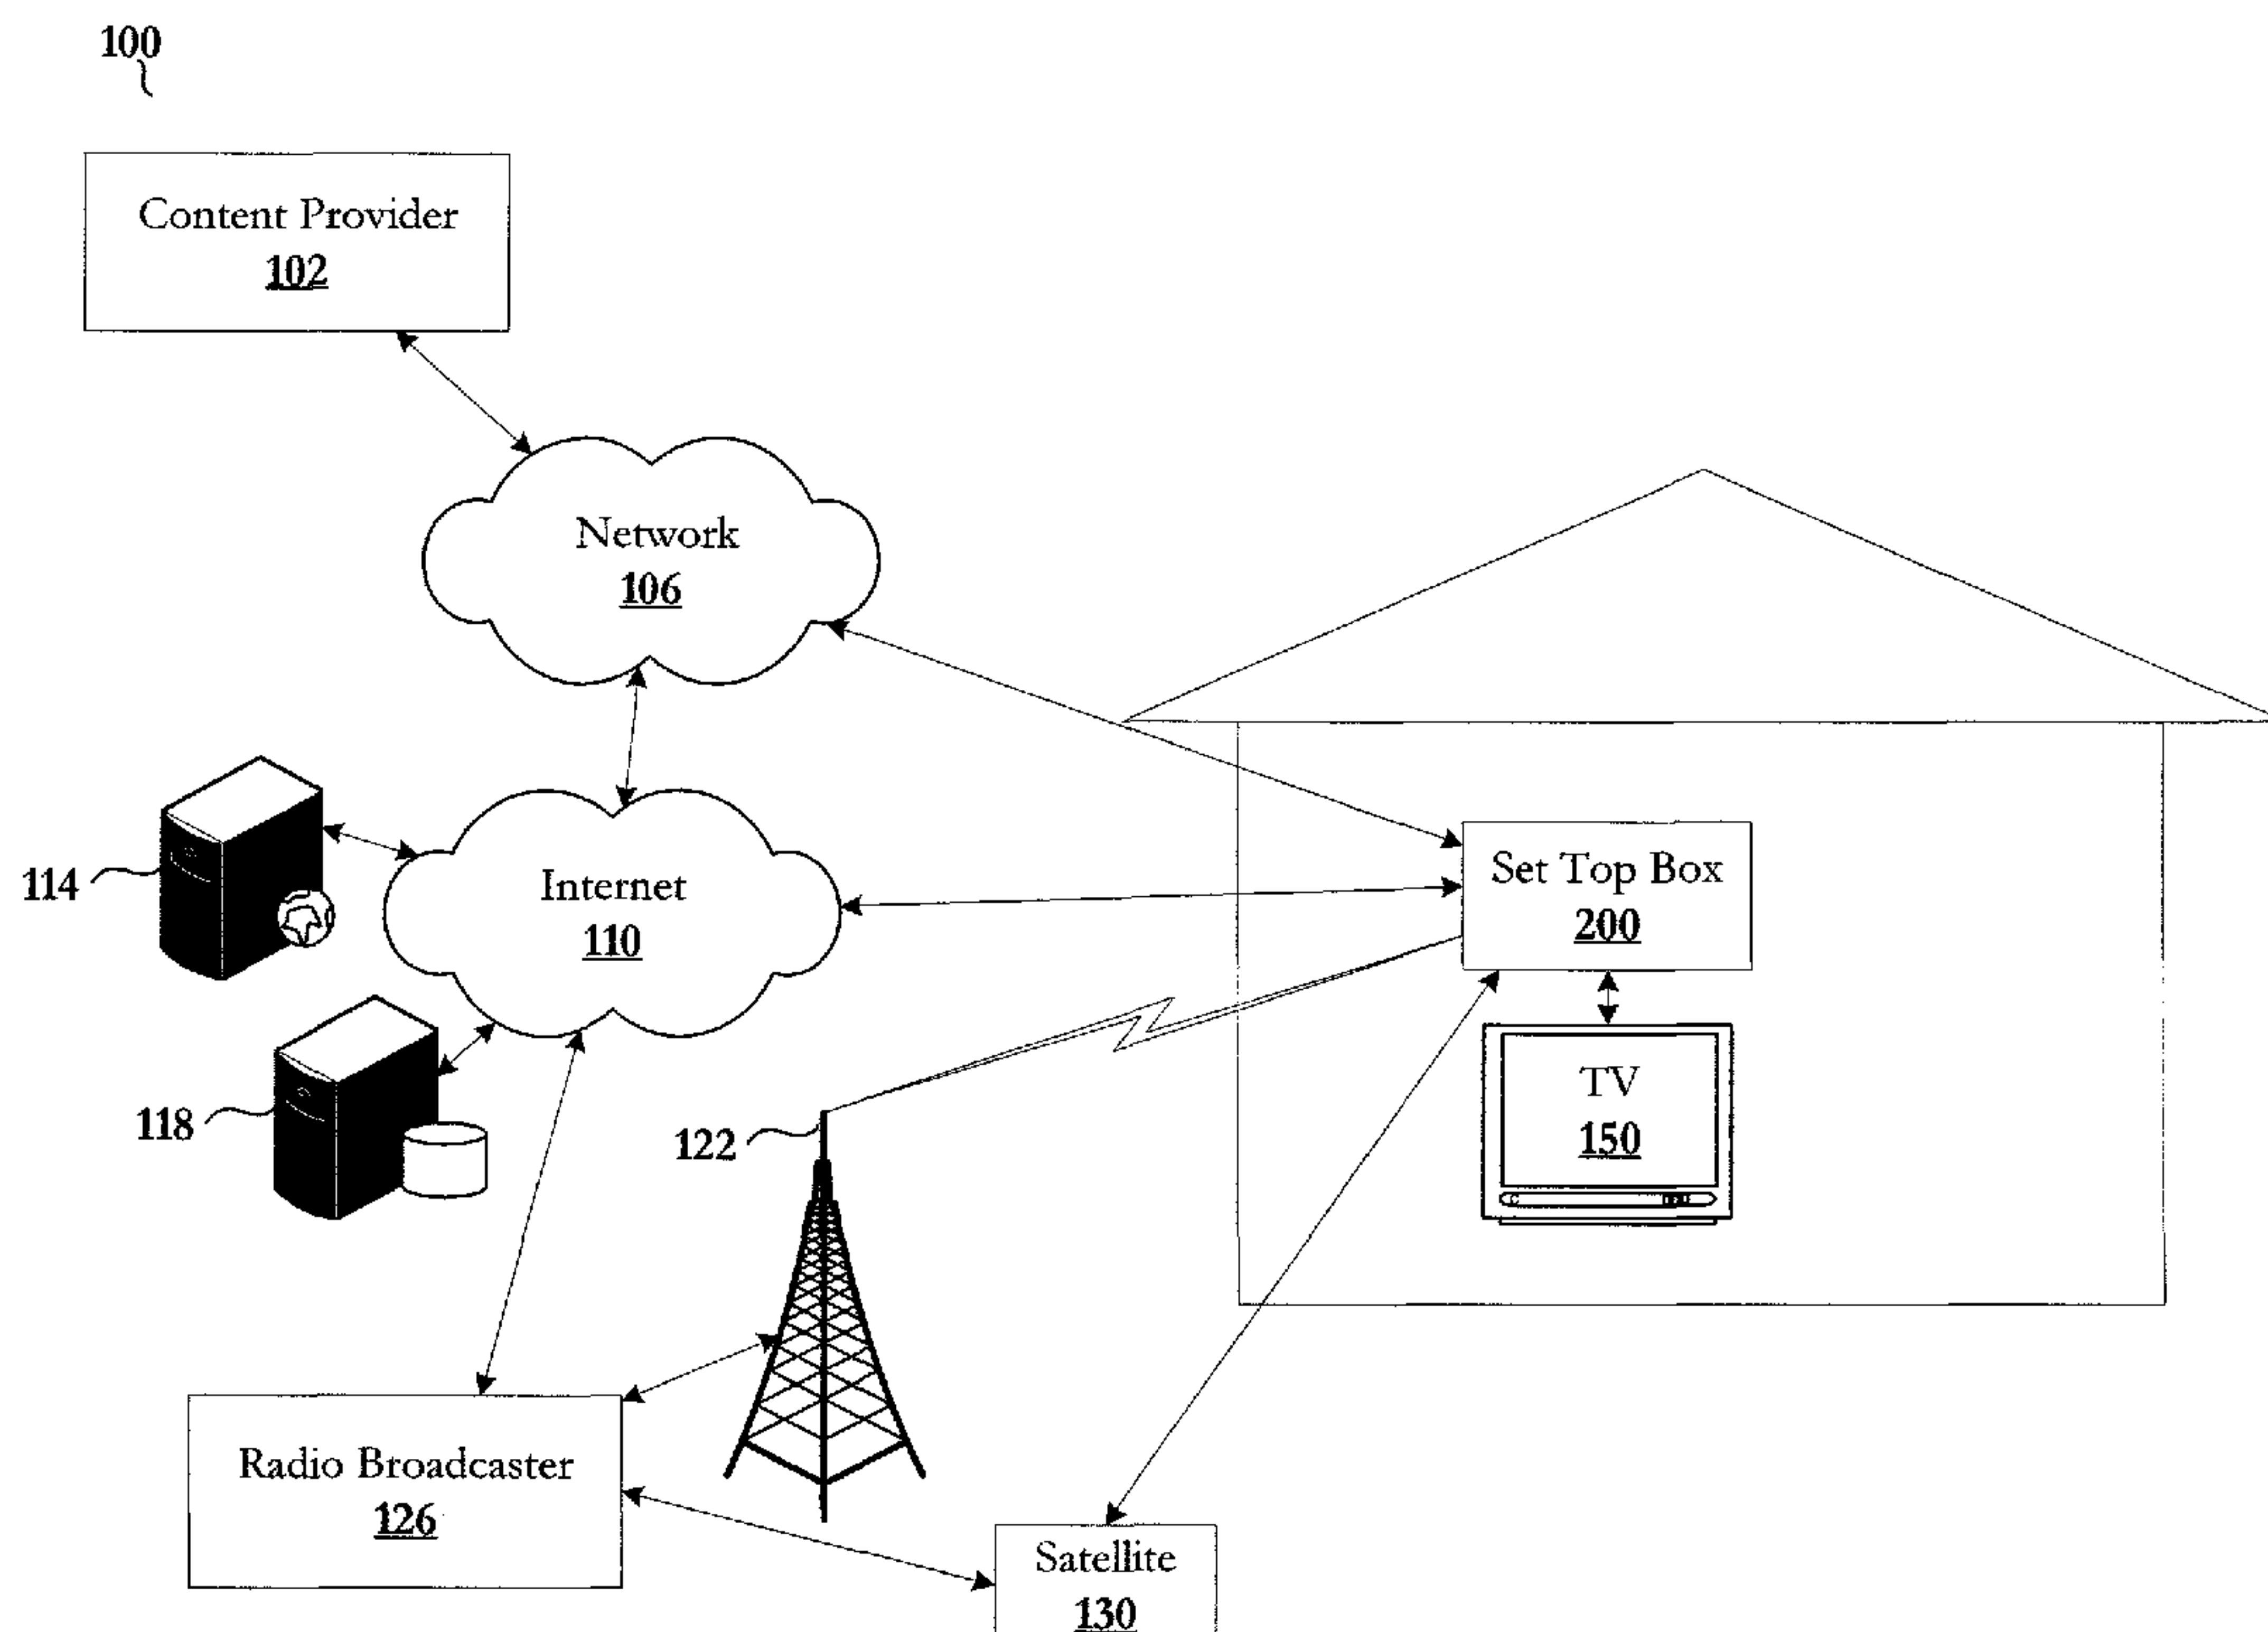 100
Content Provider
102
Network
106
Internet
110
114
118
122
Set Top Box
200
TV
150
Radio Broadcaster
126
Satellite
130